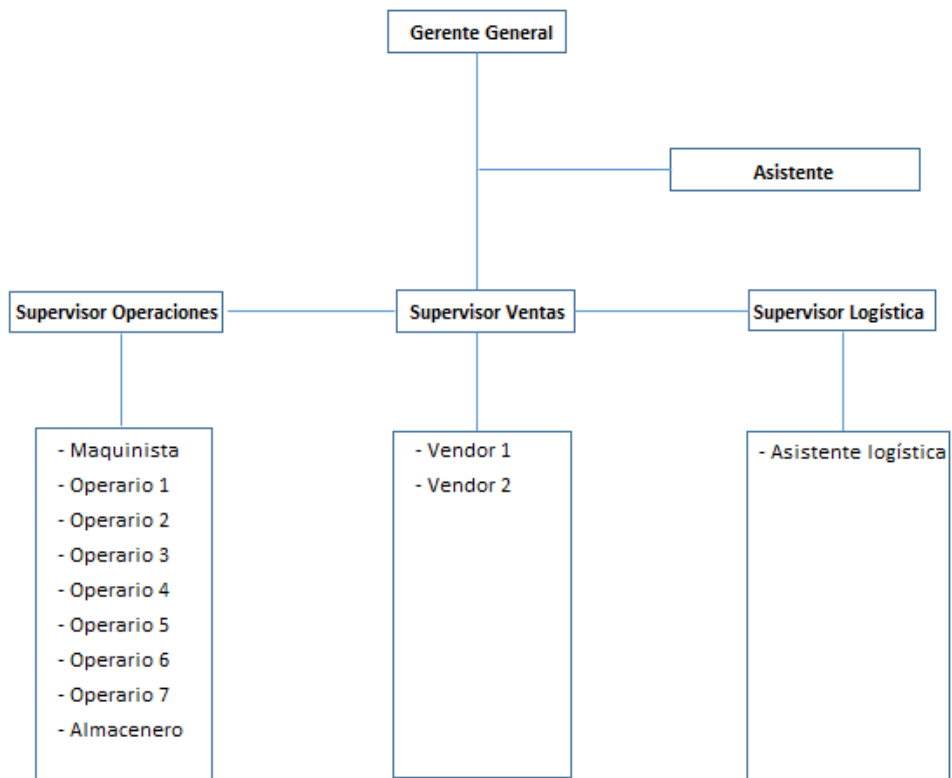 Gerente General
Asistente
Supervisor Operaciones
Supervisor Ventas
Supervisor Logística
- Maquinista
- Operario 1
- Operario 2
- Operario 3
- Operario 4
- Operario 5
- Operario 6
- Operario 7
- Almacenero
- Vendor 1
- Vendor 2
- Asistente logística